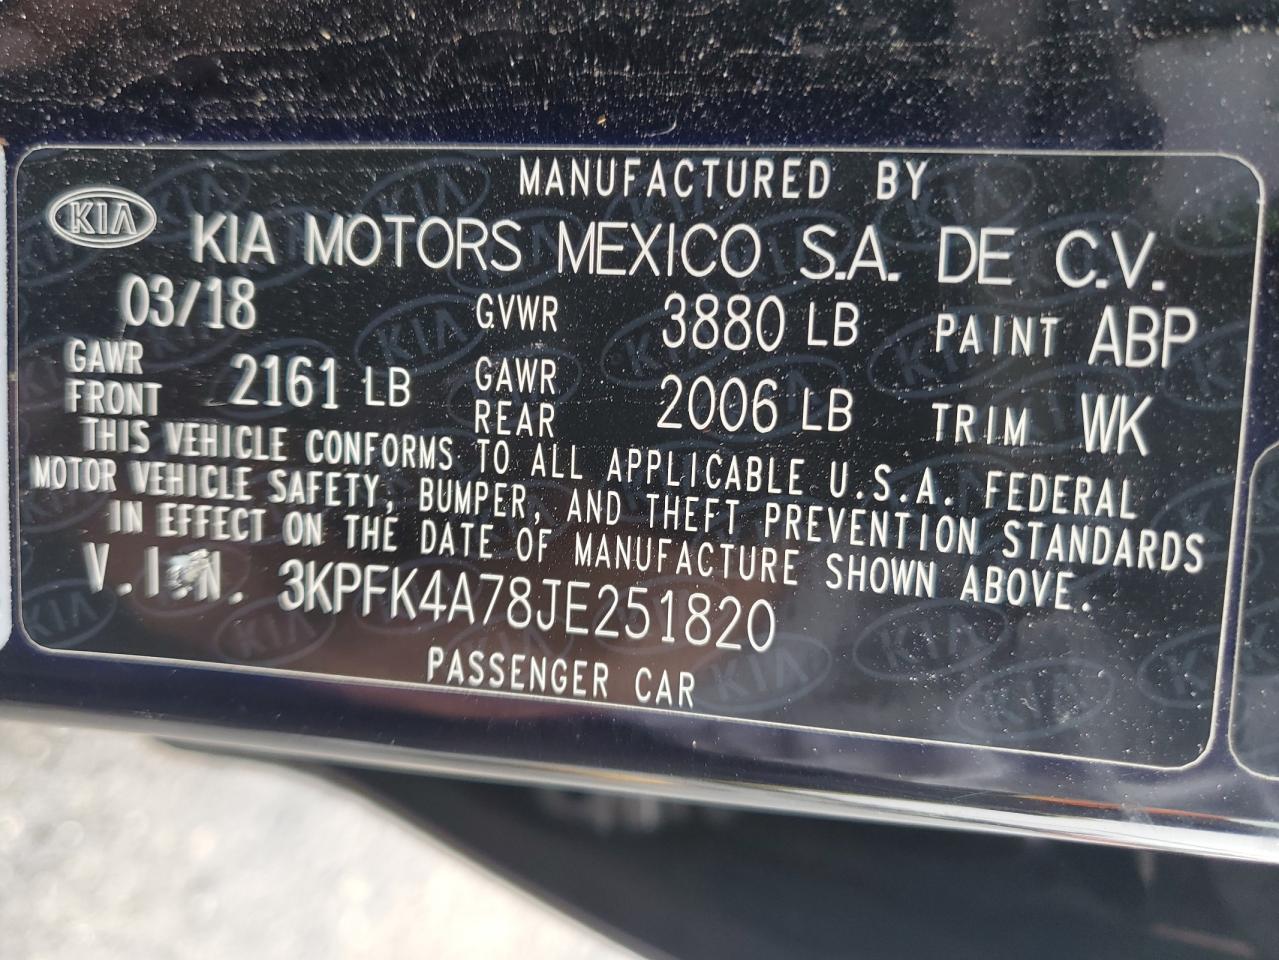 MANUFACTURED BY
KIA KIA MOTORS MEXICO S.A. DE C.V.
03/18 GVWR 3880 LB PAINT ABP
GAWR FRONT 2161 LB GAWR REAR 2006 LB TRIM WK
THIS VEHICLE CONFORMS TO ALL APPLICABLE U.S.A. FEDERAL
MOTOR VEHICLE SAFETY, BUMPER, AND THEFT PREVENTION STANDARDS
IN EFFECT ON THE DATE OF MANUFACTURE SHOWN ABOVE.
V.I.N. 3KPFK4A78JE251820
PASSENGER CAR